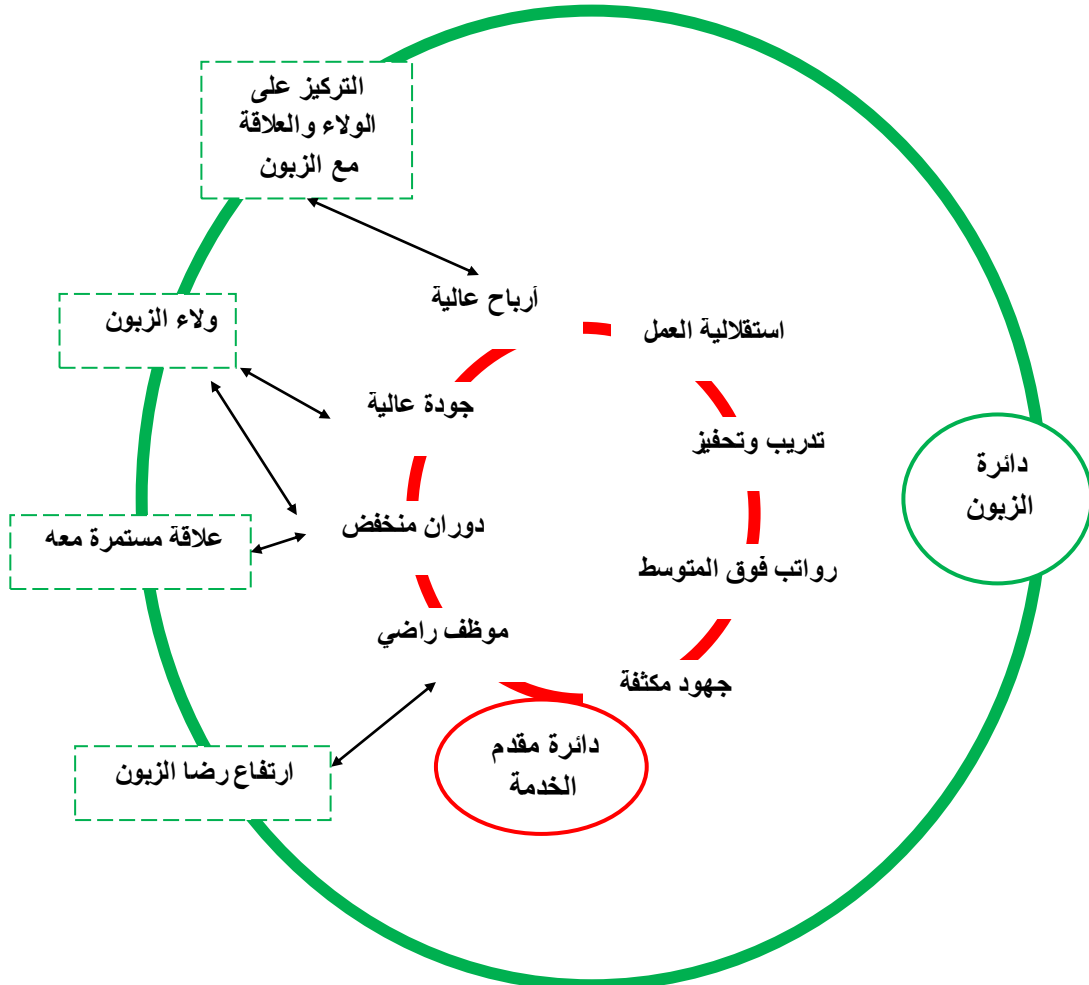 التركيز على
الولاء والعلاقة
مع الزبون
أرباح عالية
استقلالية العمل
ولاء الزبون
جودة عالية
تدريب وتحفيز
دائرة
الزبون
علاقة مستمرة معه
دوران منخفض
رواتب فوق المتوسط
موظف راضي
جهود مكثفة
ارتفاع رضا الزبون
دائرة مقدم
الخدمة